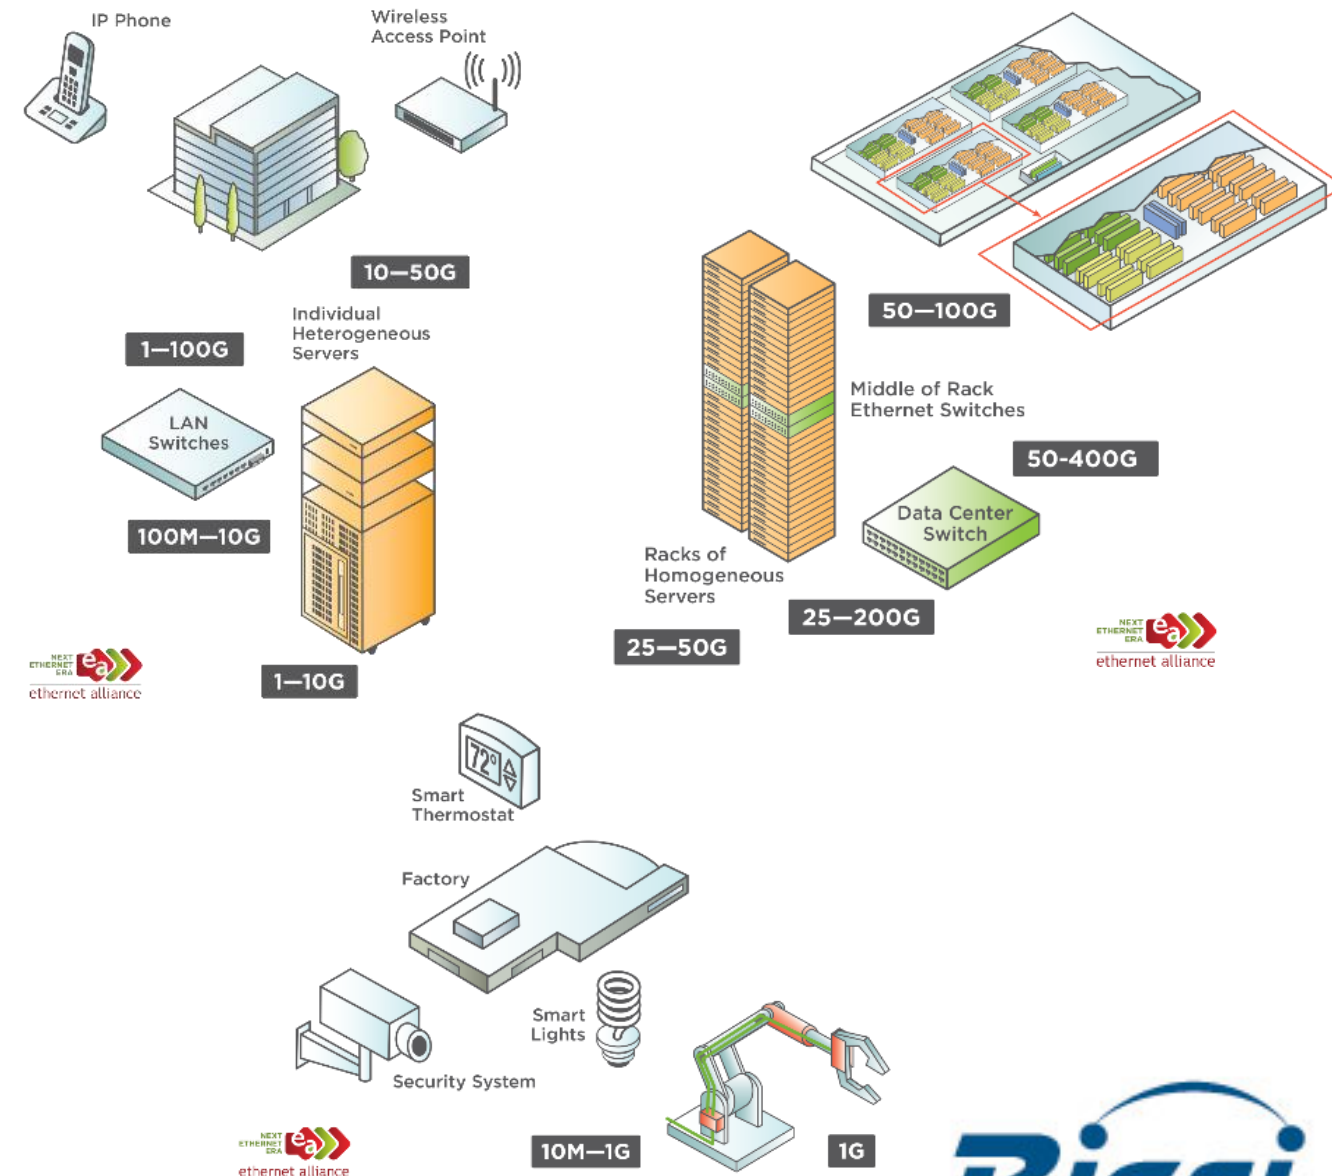 IP Phone
Wireless
Access Point
10—50G
Individual
Heterogeneous
Servers
1—100G
LAN
Switches
100M—10G
1—10G
NEXT
ETHERNET
ERA
ea
ethernet alliance
50—100G
Middle of Rack
Ethernet Switches
50-400G
Data Center
Switch
Racks of
Homogeneous
Servers
25—200G
25—50G
NEXT
ETHERNET
ERA
ea
ethernet alliance
72°
Smart
Thermostat
Factory
Smart
Lights
Security System
10M—1G
1G
NEXT
ETHERNET
ERA
ea
ethernet alliance